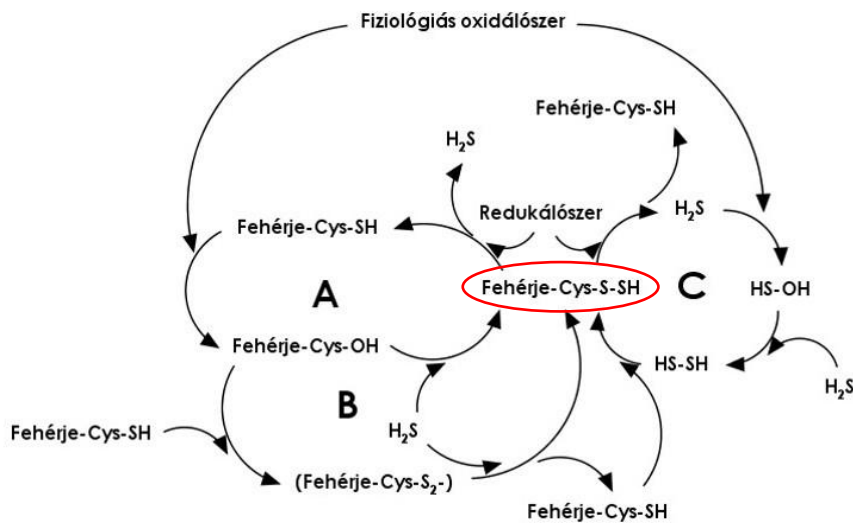 Fiziológiás oxidálószer
Fehérje-Cys-SH
H₂S
Redukálószer
H₂S
Fehérje-Cys-SH
A
Fehérje-Cys-S-SH
C
HS-OH
Fehérje-Cys-OH
HS-SH
H₂S
B
H₂S
Fehérje-Cys-SH
(Fehérje-Cys-S₂-)
Fehérje-Cys-SH